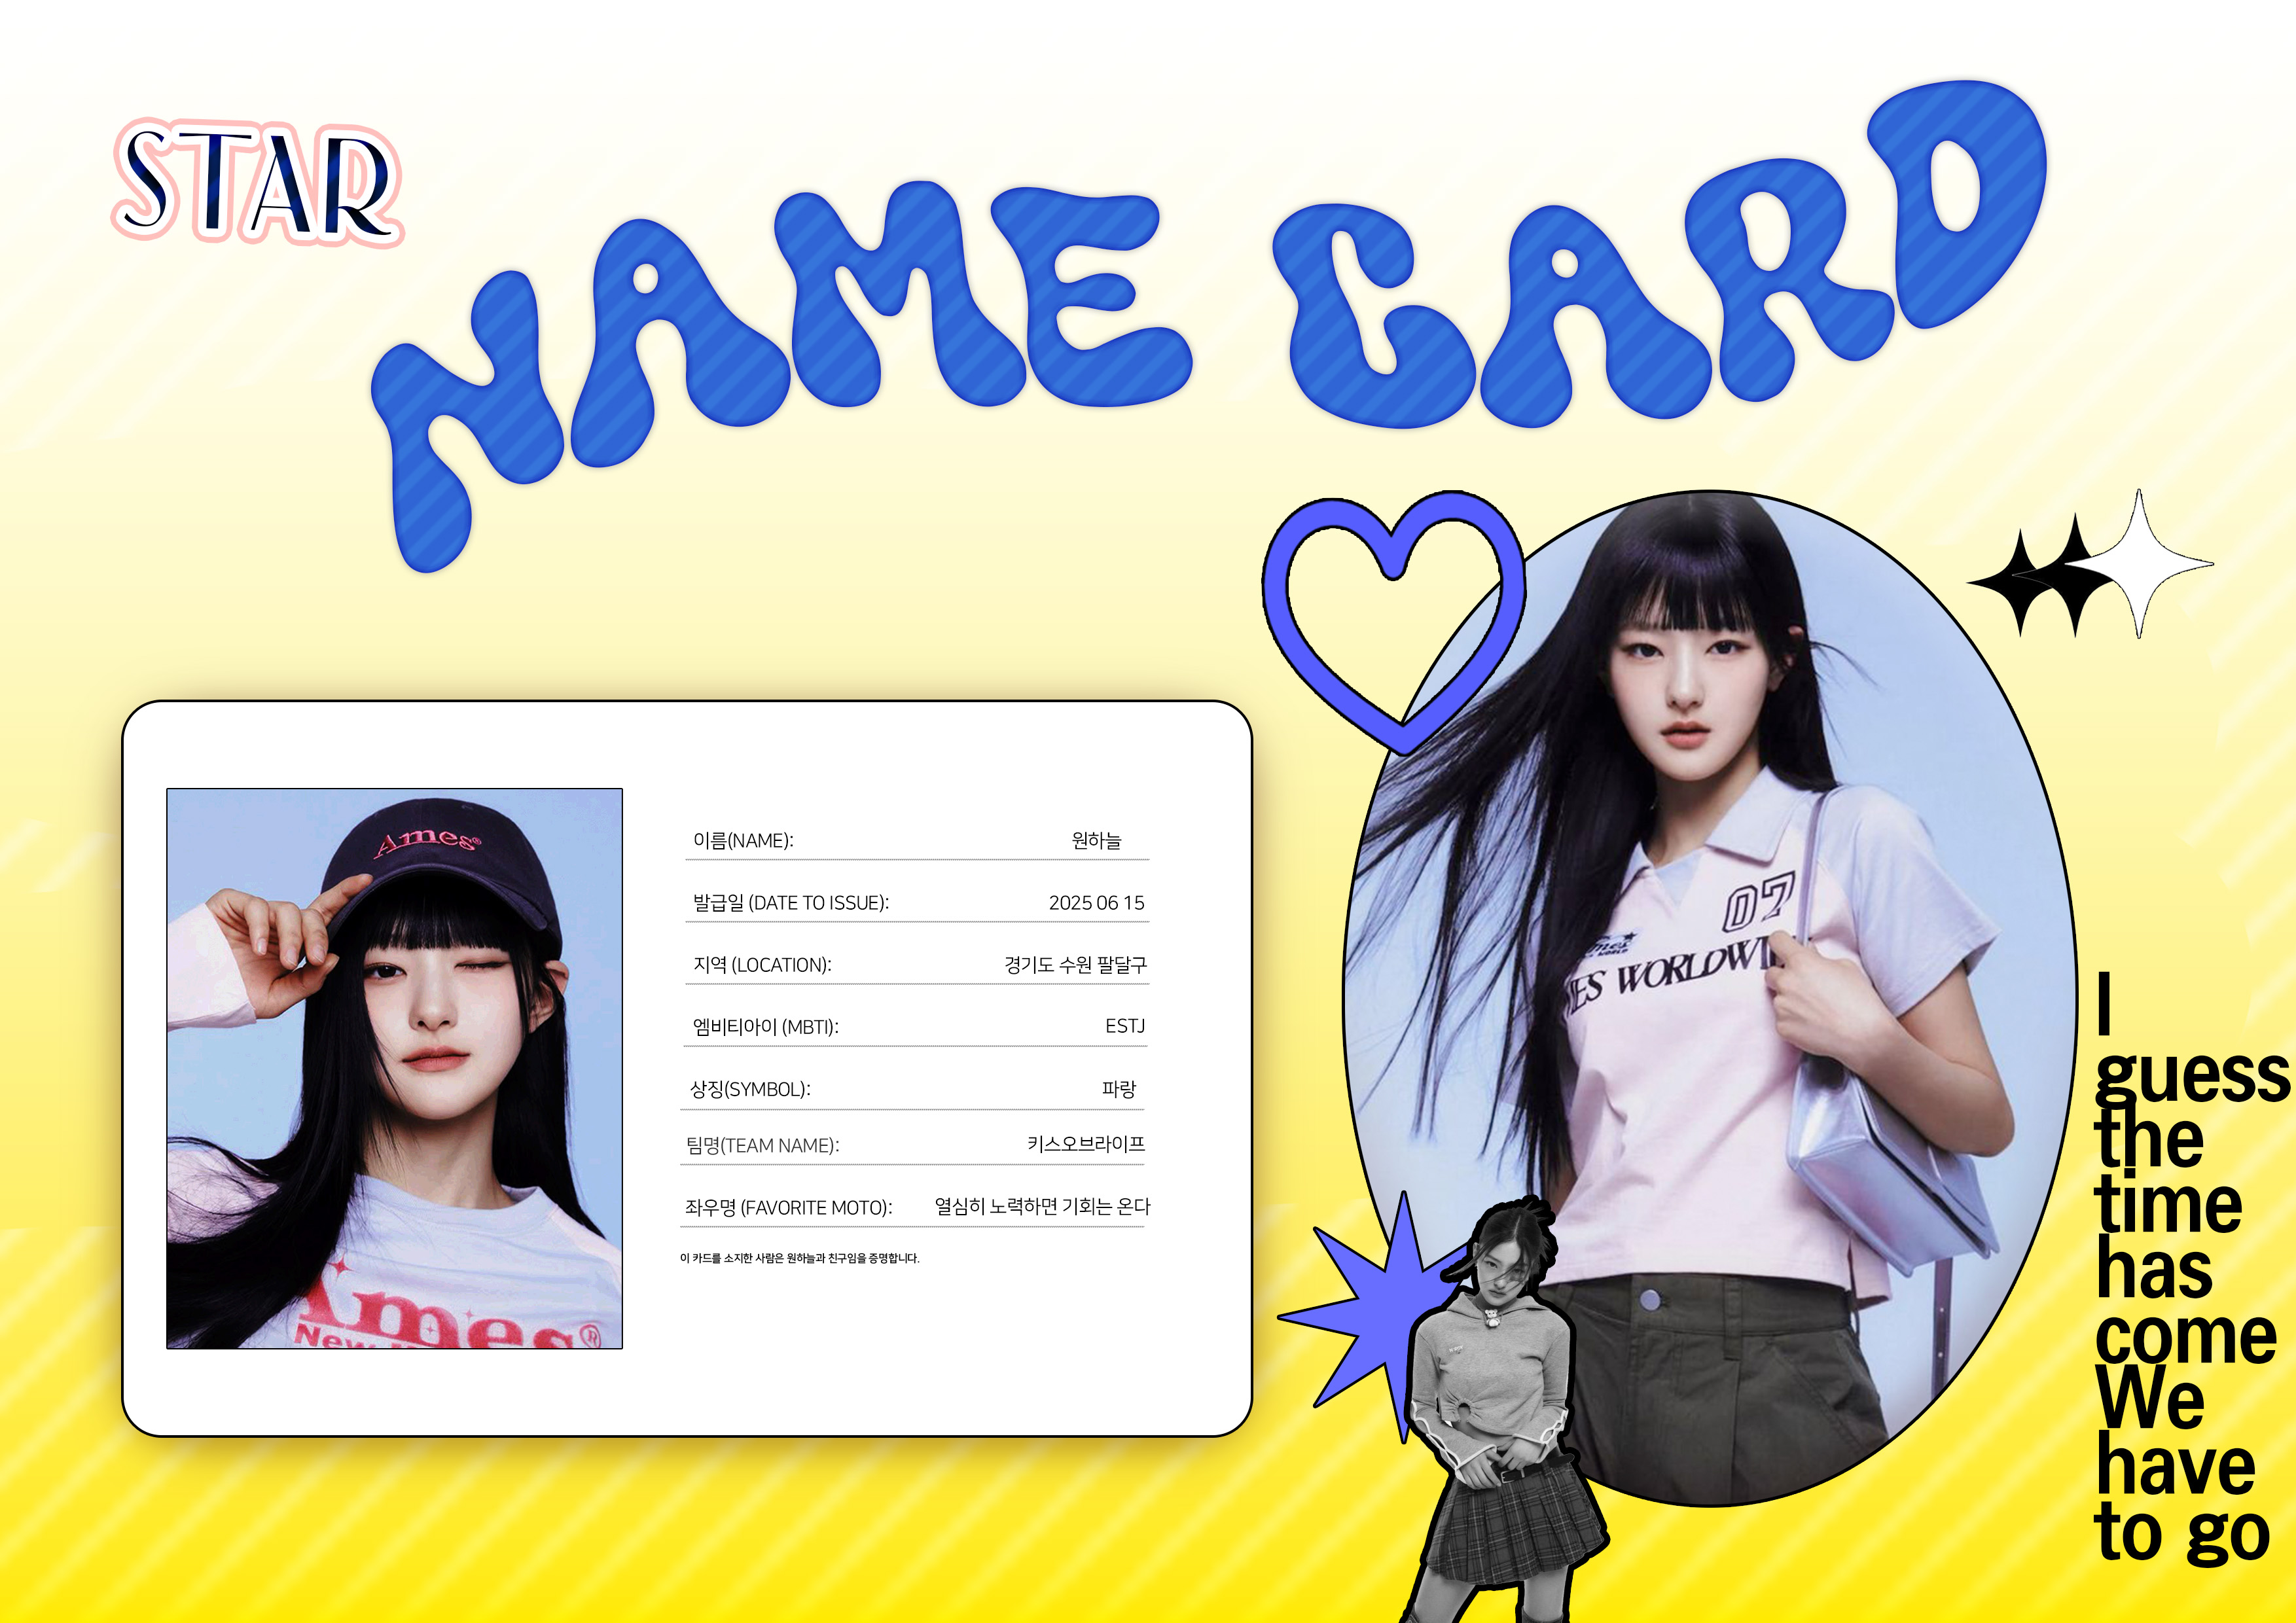 STAR
NAME CARD
Ames®
이름(NAME): 원하늘
발급일 (DATE TO ISSUE): 2025 06 15
지역 (LOCATION): 경기도 수원 팔달구
엠비티아이 (MBTI): ESTJ
상징(SYMBOL): 파랑
팀명(TEAM NAME): 키스오브라이프
좌우명 (FAVORITE MOTO): 열심히 노력하면 기회는 온다
이 카드를 소지한 사람은 원하늘과 친구임을 증명합니다.
Ames®
New
07
WORLDWI
I
guess
the
time
has
come
We
have
to go